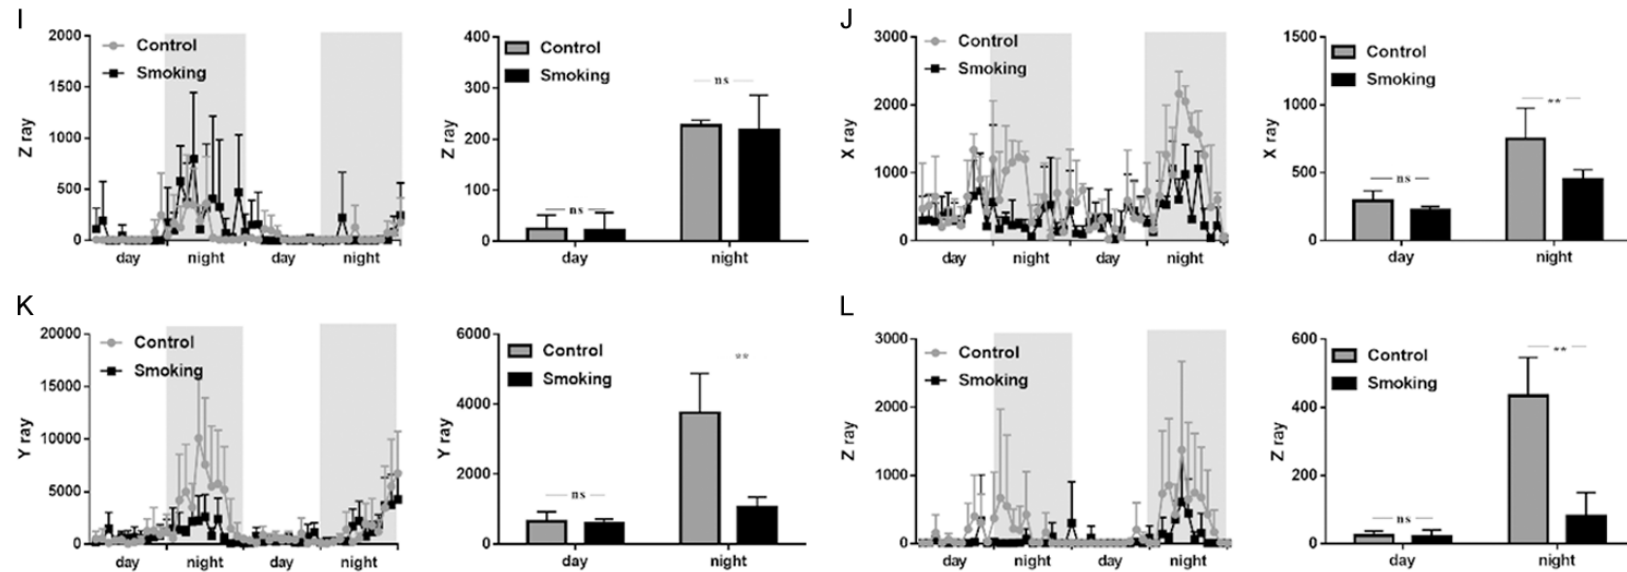 I
Z ray
2000
1500
1000
500
0
Control
Smoking
day night day night
Z ray
400
300
200
100
0
Control
Smoking
ns
ns
day night
J
X ray
3000
2000
1000
0
Control
Smoking
day night day night
X ray
1500
1000
500
0
Control
Smoking
ns
**
day night
K
Y ray
20000
15000
10000
5000
0
Control
Smoking
day night day night
Y ray
6000
4000
2000
0
Control
Smoking
ns
**
day night
L
Z ray
3000
2000
1000
0
Control
Smoking
day night day night
Z ray
600
400
200
0
Control
Smoking
ns
**
day night